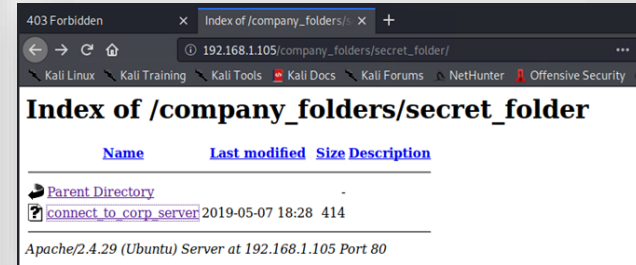 403 Forbidden Index of /company_folders/s
192.168.1.105/company_folders/secret_folder/
Kali Linux Kali Training Kali Tools Kali Docs Kali Forums NetHunter Offensive Security
Index of /company_folders/secret_folder
Name Last modified Size Description
Parent Directory -
connect_to_corp_server 2019-05-07 18:28 414
Apache/2.4.29 (Ubuntu) Server at 192.168.1.105 Port 80